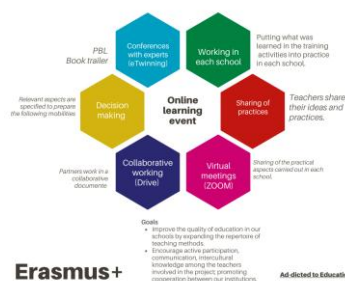 PBL
Book trailer
Conferences
with experts
(eTwinning)
Working in
each school
Putting what was
learned in the training
activities into practice
in each school.
Relevant aspects are
specified to prepare
the following mobilities
Decision
making
Online
learning
event
Sharing of
practices
Teachers share
their ideas and
practices.
Partners work in a
collaborative
documente.
Collaborative
working
(Drive)
Virtual
meetings
(ZOOM)
Sharing of the practical
aspects carried out in each
school.
Goals
Improve the quality of education in our
schools by expanding the repertoire of
teaching methods.
Encourage active participation,
communication, intercultural
knowledge among the teachers
involved in the project; promoting
cooperation between our institutions.
Erasmus+
Ad-dicted to Educatio